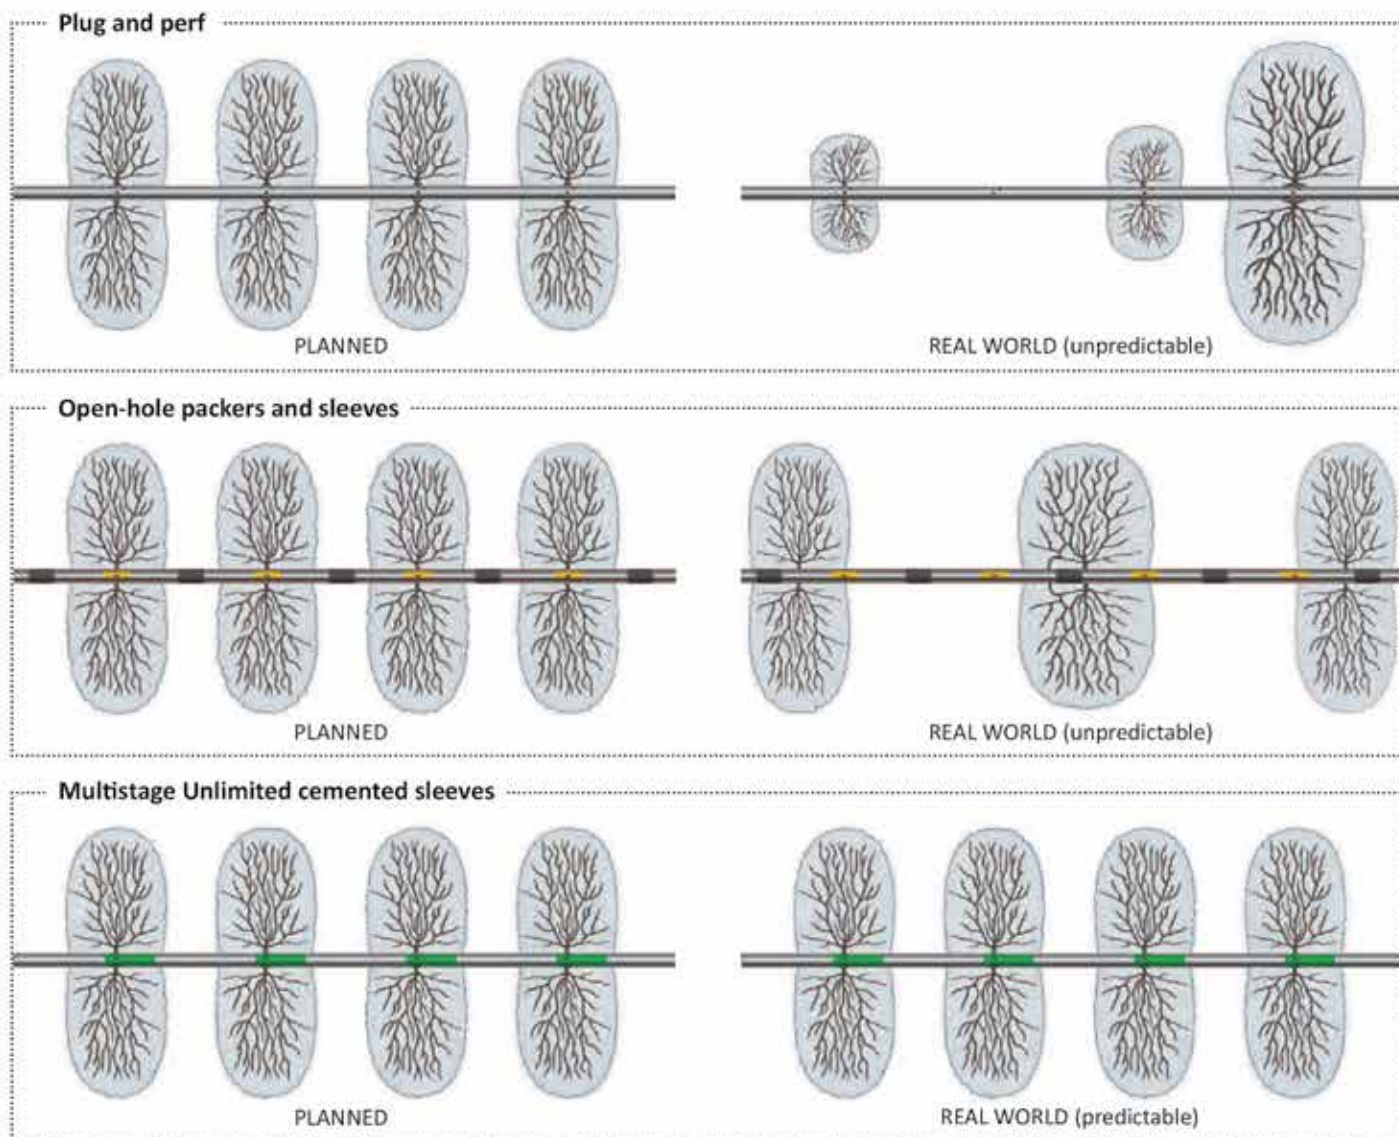 Plug and perf
PLANNED
REAL WORLD (unpredictable)
Open-hole packers and sleeves
PLANNED
REAL WORLD (unpredictable)
Multistage Unlimited cemented sleeves
PLANNED
REAL WORLD (predictable)